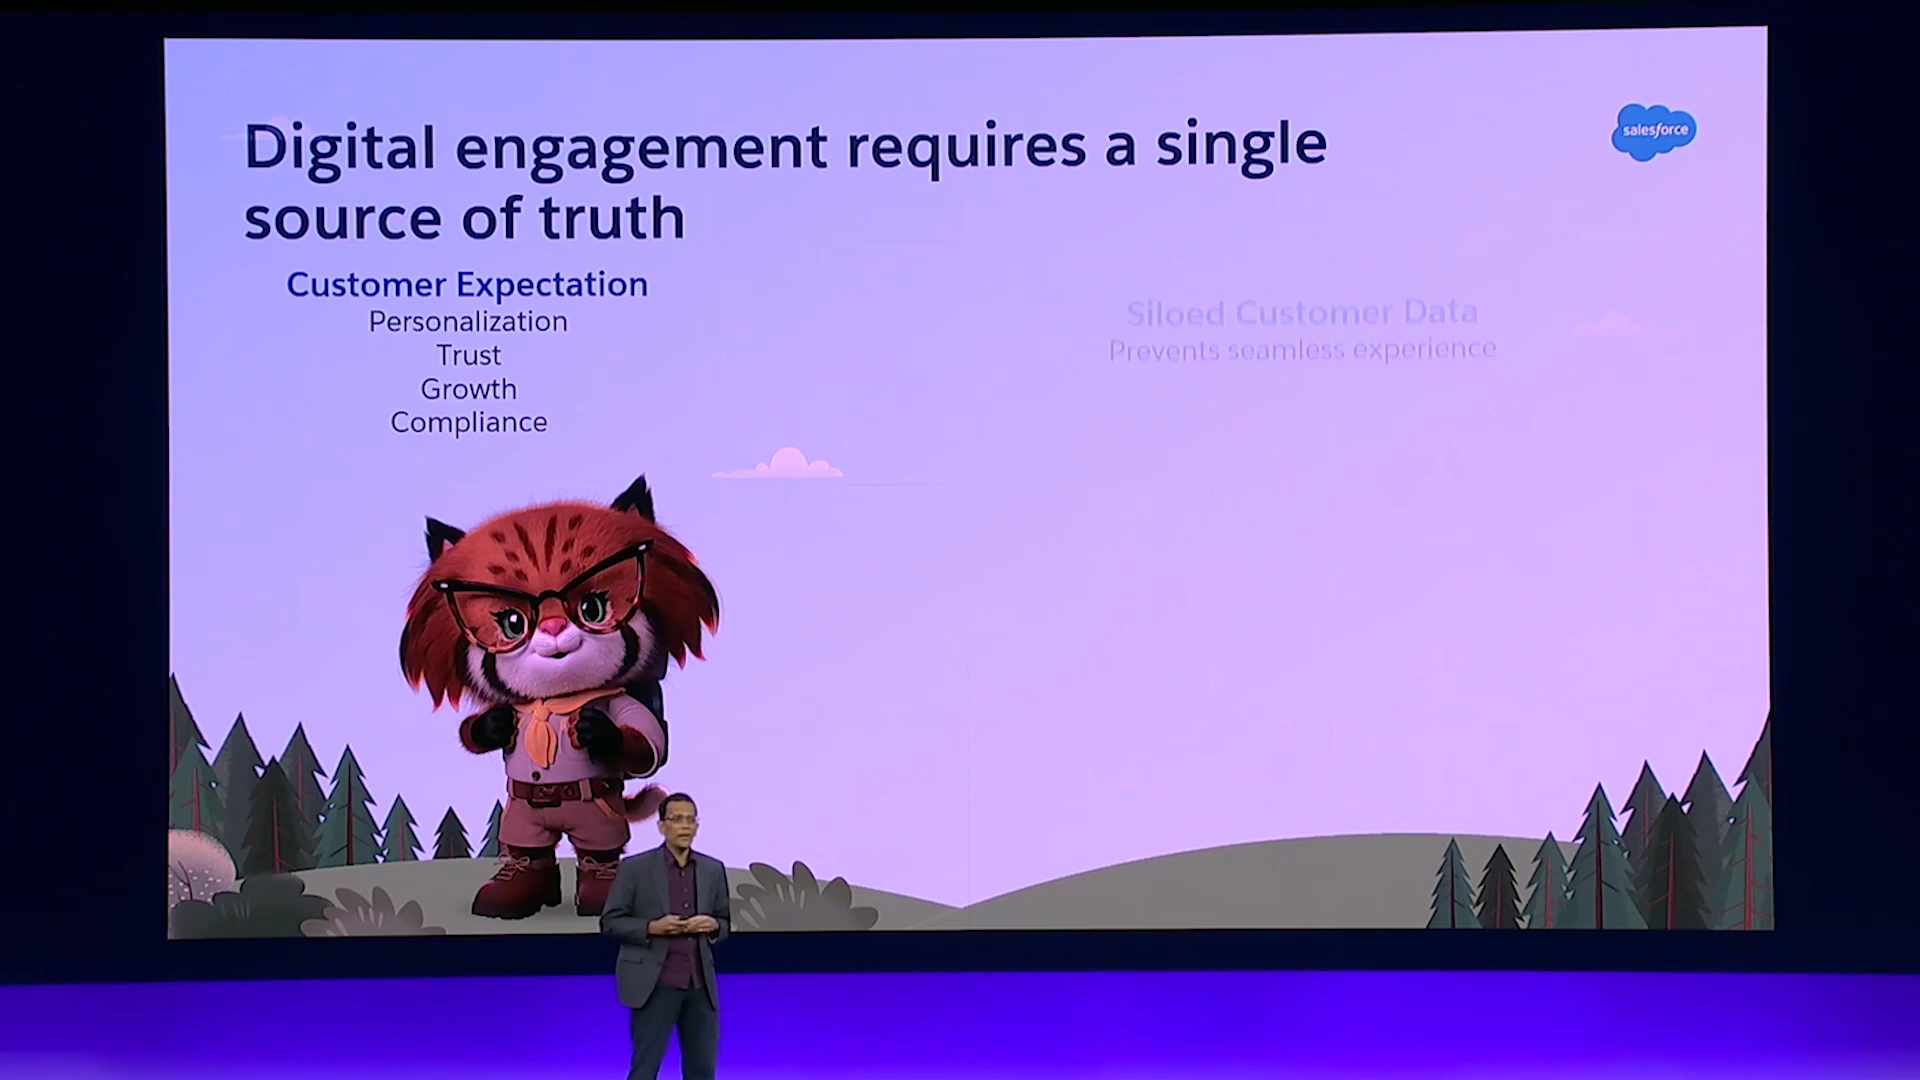 Digital engagement requires a single
source of truth
salesforce
Customer Expectation
Personalization
Trust
Growth
Compliance
Siloed Customer Data
Prevents seamless experience